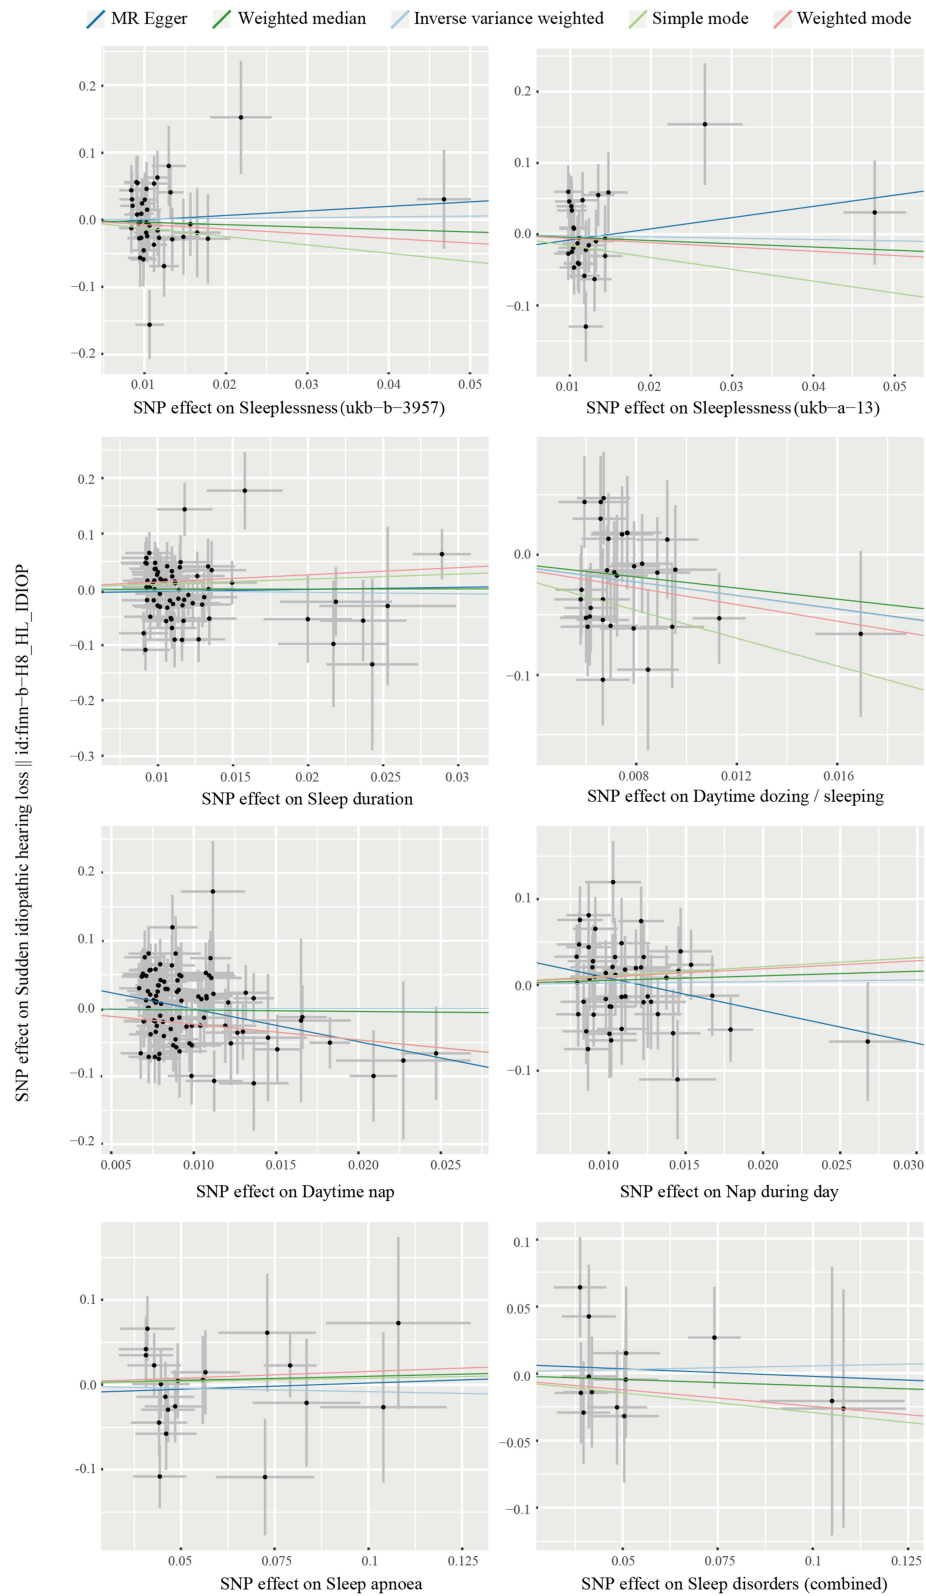 MR Egger Weighted median Inverse variance weighted Simple mode Weighted mode
SNP effect on Sudden idiopathic hearing loss || id:finn−b−H8_HL_IDIOP
0.2
0.1
0.0
−0.1
−0.2
0.01 0.02 0.03 0.04 0.05
SNP effect on Sleeplessness (ukb−b−3957)
0.2
0.1
0.0
−0.1
0.01 0.02 0.03 0.04 0.05
SNP effect on Sleeplessness (ukb−a−13)
0.2
0.1
0.0
−0.1
−0.2
−0.3
0.01 0.015 0.02 0.025 0.03
SNP effect on Sleep duration
0.0
−0.1
0.008 0.012 0.016
SNP effect on Daytime dozing / sleeping
0.2
0.1
0.0
−0.1
−0.2
0.005 0.010 0.015 0.020 0.025
SNP effect on Daytime nap
0.1
0.0
−0.1
0.010 0.015 0.020 0.025 0.030
SNP effect on Nap during day
0.1
0.0
-0.1
0.05 0.075 0.1 0.125
SNP effect on Sleep apnoea
0.1
0.05
0.0
−0.05
−0.1
0.05 0.075 0.1 0.125
SNP effect on Sleep disorders (combined)